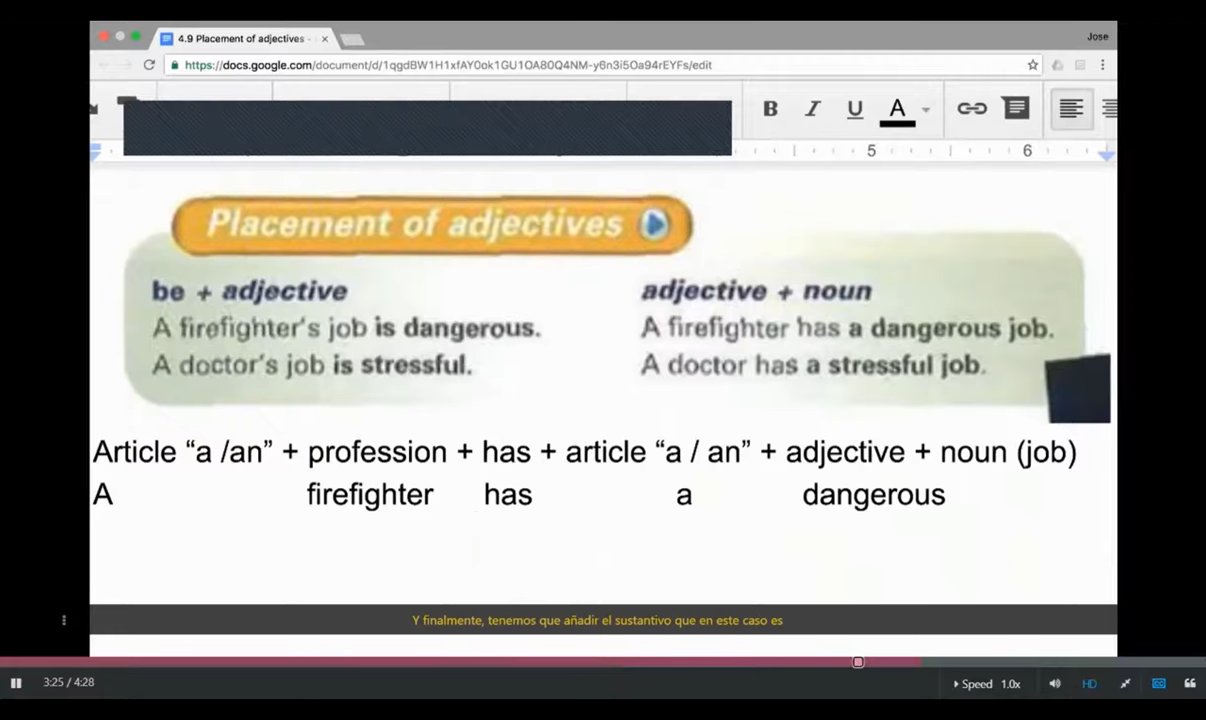 4.9 Placement of adjectives -
Jose
https://docs.google.com/document/d/1qgdBW1H1xfAY0ok1GU1OA80Q4NM-y6n3i5Oa94rEYFs/edit
B I U A
5 6
Placement of adjectives
be + adjective
A firefighter's job is dangerous.
A doctor's job is stressful.
adjective + noun
A firefighter has a dangerous job.
A doctor has a stressful job.
Article “a /an” + profession + has + article “a / an” + adjective + noun (job)
A firefighter has a dangerous
Y finalmente, tenemos que añadir el sustantivo que en este caso es
3:25 / 4:28
Speed 1.0x
HD
CC